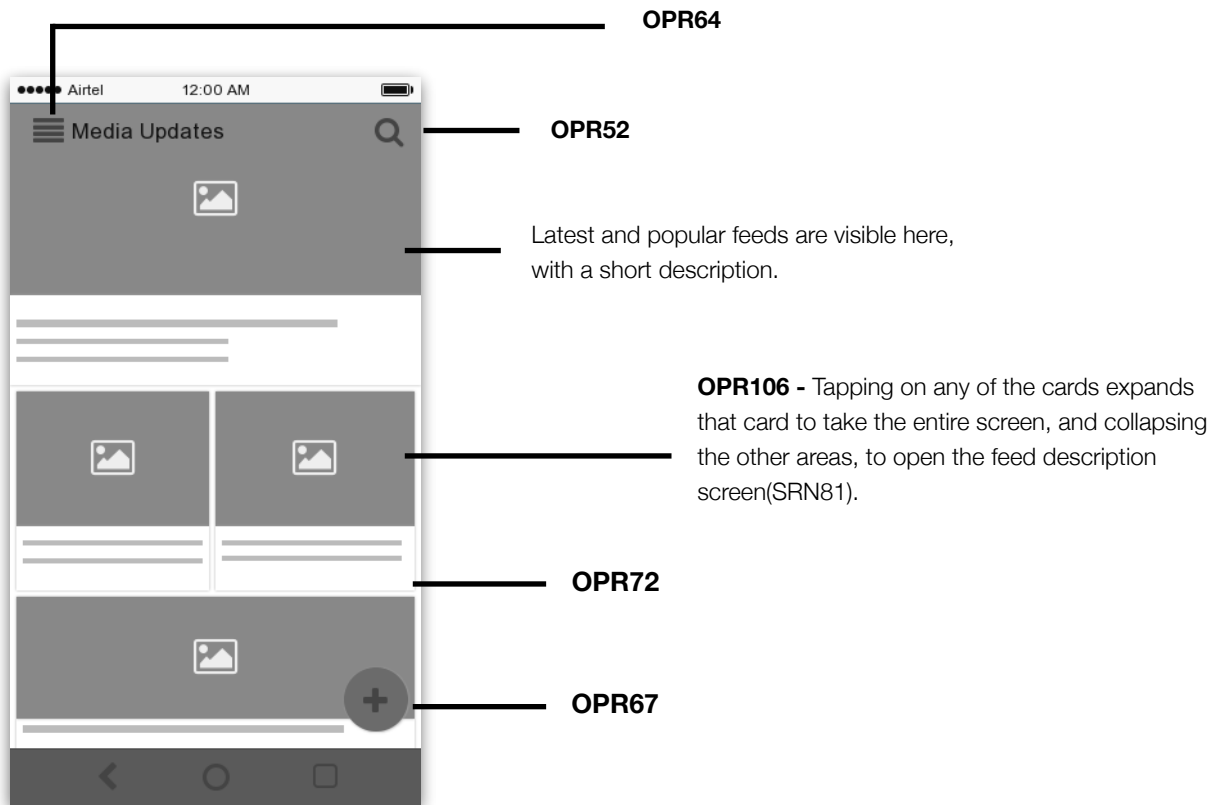 OPR64
Airtel
12:00 AM
Media Updates
OPR52
Latest and popular feeds are visible here,
with a short description.
OPR106 - Tapping on any of the cards expands
that card to take the entire screen, and collapsing
the other areas, to open the feed description
screen(SRN81).
OPR72
OPR67